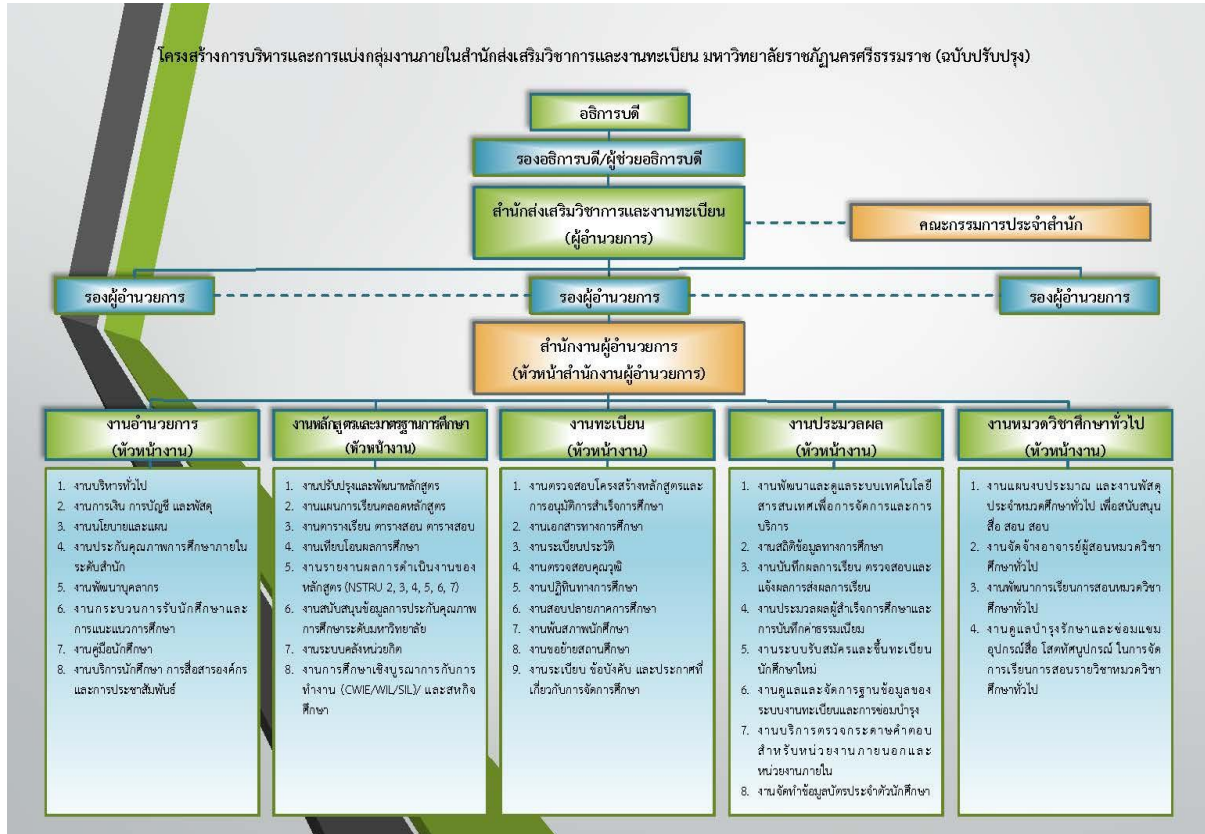 โครงสร้างการบริหารและการแบ่งกลุ่มงานภายในสำนักส่งเสริมวิชาการและงานทะเบียน มหาวิทยาลัยราชภัฏนครศรีธรรมราช (ฉบับปรับปรุง)
อธิการบดี
รองอธิการบดี/ผู้ช่วยอธิการบดี
สำนักส่งเสริมวิชาการและงานทะเบียน
(ผู้อำนวยการ)
คณะกรรมการประจำสำนัก
รองผู้อำนวยการ
รองผู้อำนวยการ
รองผู้อำนวยการ
สำนักงานผู้อำนวยการ
(หัวหน้าสำนักงานผู้อำนวยการ)
งานอำนวยการ
(หัวหน้างาน)
1. งานบริหารทั่วไป
2. งานการเงิน การบัญชี และพัสดุ
3. งานนโยบายและแผน
4. งานประกันคุณภาพการศึกษาภายใน
ระดับสำนัก
5. งานพัฒนาบุคลากร
6. งานกระบวนการรับนักศึกษาและ
การแนะแนวการศึกษา
7. งานคู่มือนักศึกษา
8. งานบริการนักศึกษา การสื่อสารองค์กร
และการประชาสัมพันธ์
งานหลักสูตรและมาตรฐานการศึกษา
(หัวหน้างาน)
1. งานปรับปรุงและพัฒนาหลักสูตร
2. งานแผนการเรียนตลอดหลักสูตร
3. งานตารางเรียน ตารางสอน ตารางสอบ
4. งานเทียบโอนผลการศึกษา
5. งานรายงานผลการดำเนินงานของ
หลักสูตร (NSTRU 2, 3, 4, 5, 6, 7)
6. งานสนับสนุนข้อมูลการประกันคุณภาพ
การศึกษาระดับมหาวิทยาลัย
7. งานระบบคลังหน่วยกิต
8. งานการศึกษาเชิงบูรณาการกับการ
ทำงาน (CWIE/WIL/SIL)/ และสหกิจ
ศึกษา
งานทะเบียน
(หัวหน้างาน)
1. งานตรวจสอบโครงสร้างหลักสูตรและ
การอนุมัติการสำเร็จการศึกษา
2. งานเอกสารทางการศึกษา
3. งานระเบียนประวัติ
4. งานตรวจสอบคุณวุฒิ
5. งานปฏิทินทางการศึกษา
6. งานสอบปลายภาคการศึกษา
7. งานพ้นสภาพนักศึกษา
8. งานขอย้ายสถานศึกษา
9. งานระเบียบ ข้อบังคับ และประกาศที่
เกี่ยวกับการจัดการศึกษา
งานประมวลผล
(หัวหน้างาน)
1. งานพัฒนาและดูแลระบบเทคโนโลยี
สารสนเทศเพื่อการจัดการและการ
บริการ
2. งานสถิติข้อมูลทางการศึกษา
3. งานบันทึกผลการเรียน ตรวจสอบและ
แจ้งผลการส่งผลการเรียน
4. งานประมวลผลผู้สำเร็จการศึกษาและ
การบันทึกค่าธรรมเนียม
5. งานระบบรับสมัครและขึ้นทะเบียน
นักศึกษาใหม่
6. งานดูแลและจัดการฐานข้อมูลของ
ระบบงานทะเบียนและการซ่อมบำรุง
7. งานบริการตรวจกระดาษคำตอบ
สำหรับหน่วยงานภายนอกและ
หน่วยงานภายใน
8. งานจัดทำข้อมูลบัตรประจำตัวนักศึกษา
งานหมวดวิชาศึกษาทั่วไป
(หัวหน้างาน)
1. งานแผนงบประมาณ และงานพัสดุ
ประจำหมวดศึกษาทั่วไป เพื่อสนับสนุน
สื่อ สอน สอบ
2. งานจัดจ้างอาจารย์ผู้สอนหมวดวิชา
ศึกษาทั่วไป
3. งานพัฒนาการเรียนการสอนหมวดวิชา
ศึกษาทั่วไป
4. งานดูแลบำรุงรักษาและซ่อมแซม
อุปกรณ์สื่อ โสตทัศนูปกรณ์ ในการจัด
การเรียนการสอนรายวิชาหมวดวิชา
ศึกษาทั่วไป